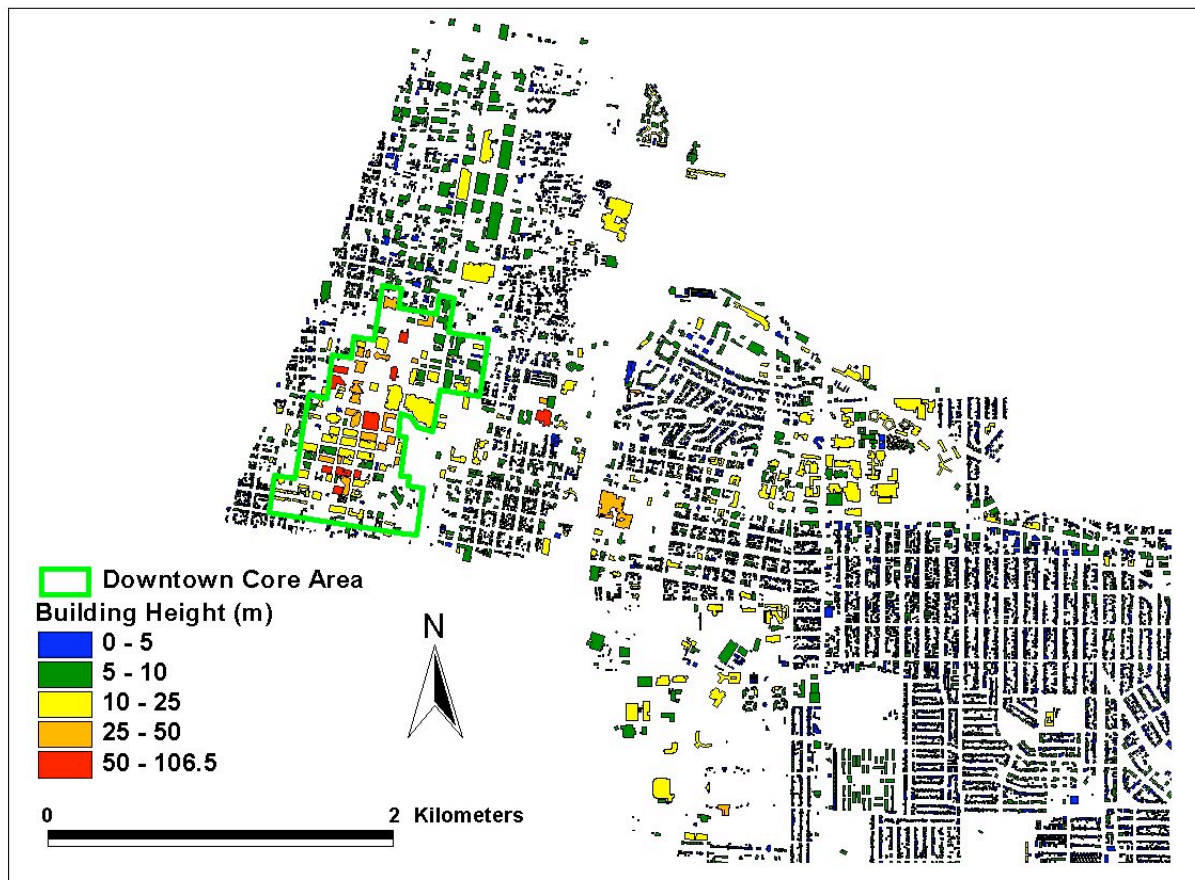 Downtown Core Area
Building Height (m)
0 - 5
5 - 10
10 - 25
25 - 50
50 - 106.5
N
0 2 Kilometers